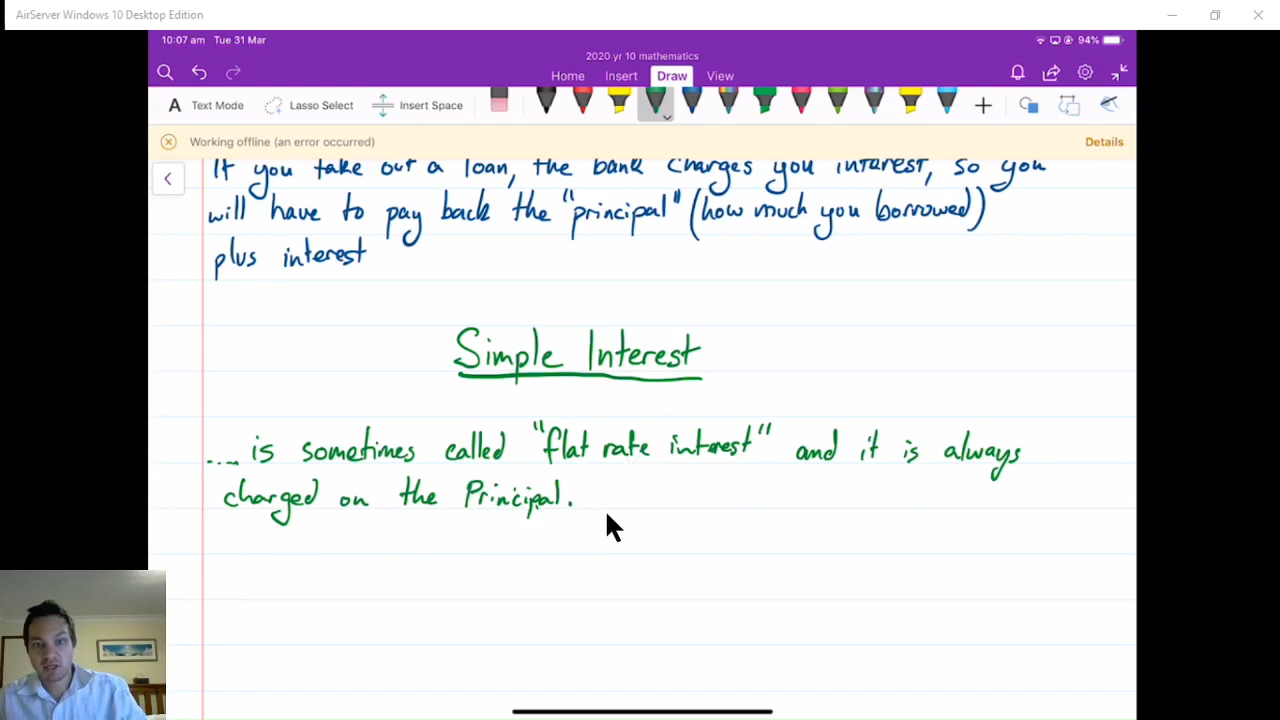 AirServer Windows 10 Desktop Edition
10:07 am Tue 31 Mar
94%
2020 yr 10 mathematics
Home Insert Draw View
A Text Mode Lasso Select Insert Space
Working offline (an error occurred) Details
If you take out a loan, the bank charges you interest, so you
will have to pay back the "principal" (how much you borrowed)
plus interest
Simple Interest
.... is sometimes called "flat rate interest" and it is always
charged on the Principal.